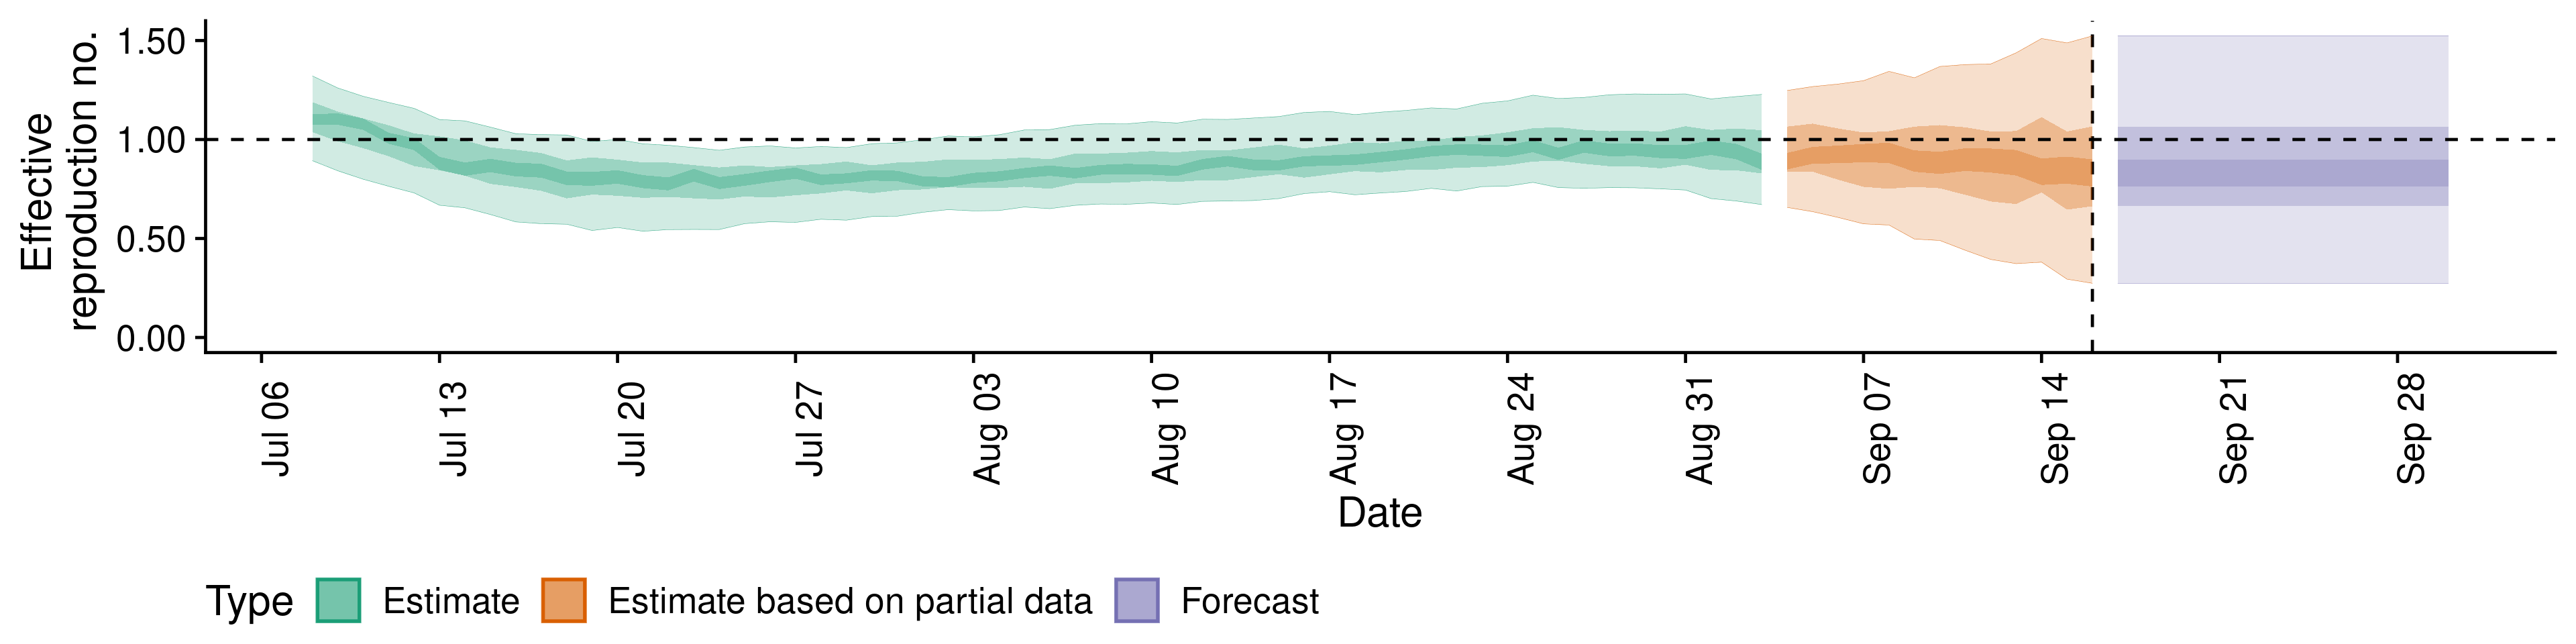 Effective
reproduction no.
1.50
1.00
0.50
0.00
Jul 06
Jul 13
Jul 20
Jul 27
Aug 03
Aug 10
Aug 17
Aug 24
Aug 31
Sep 07
Sep 14
Sep 21
Sep 28
Date
Type Estimate Estimate based on partial data Forecast